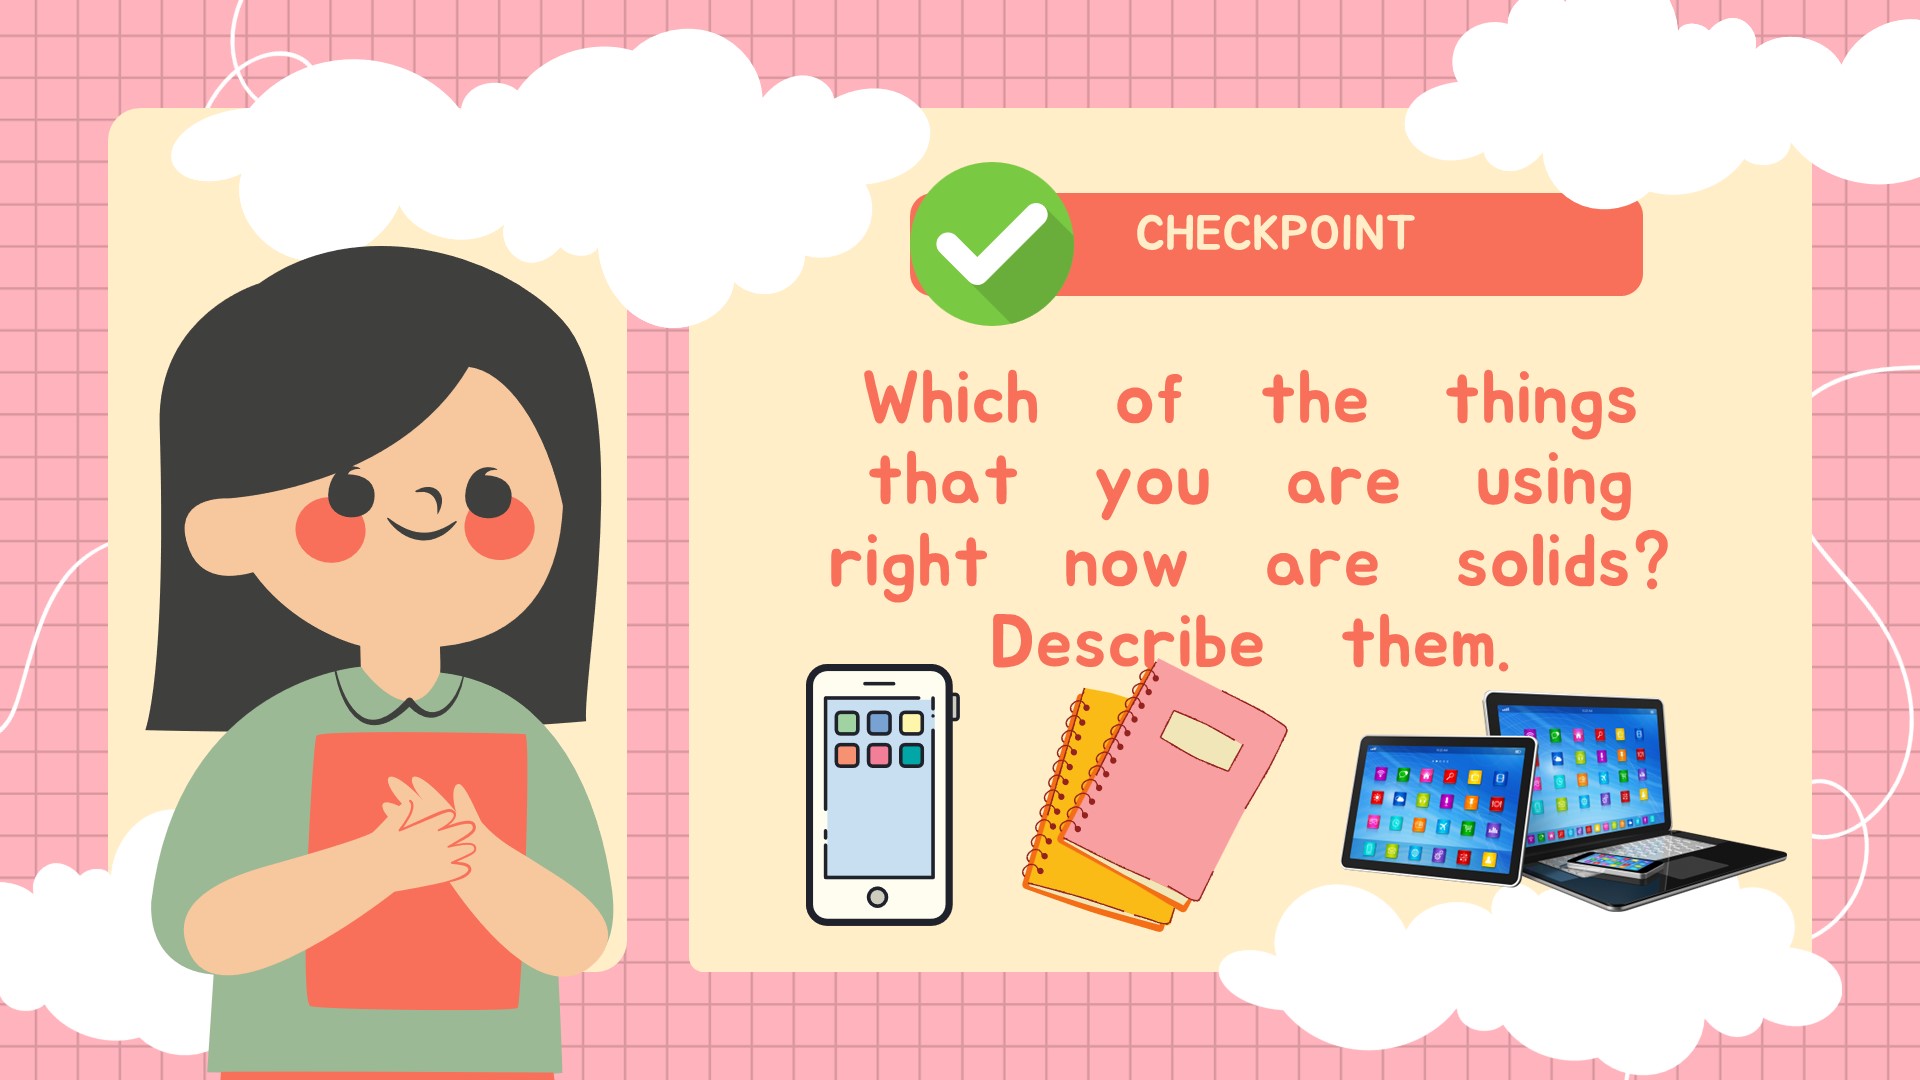 CHECKPOINT
Which of the things
that you are using
right now are solids?
Describe them.